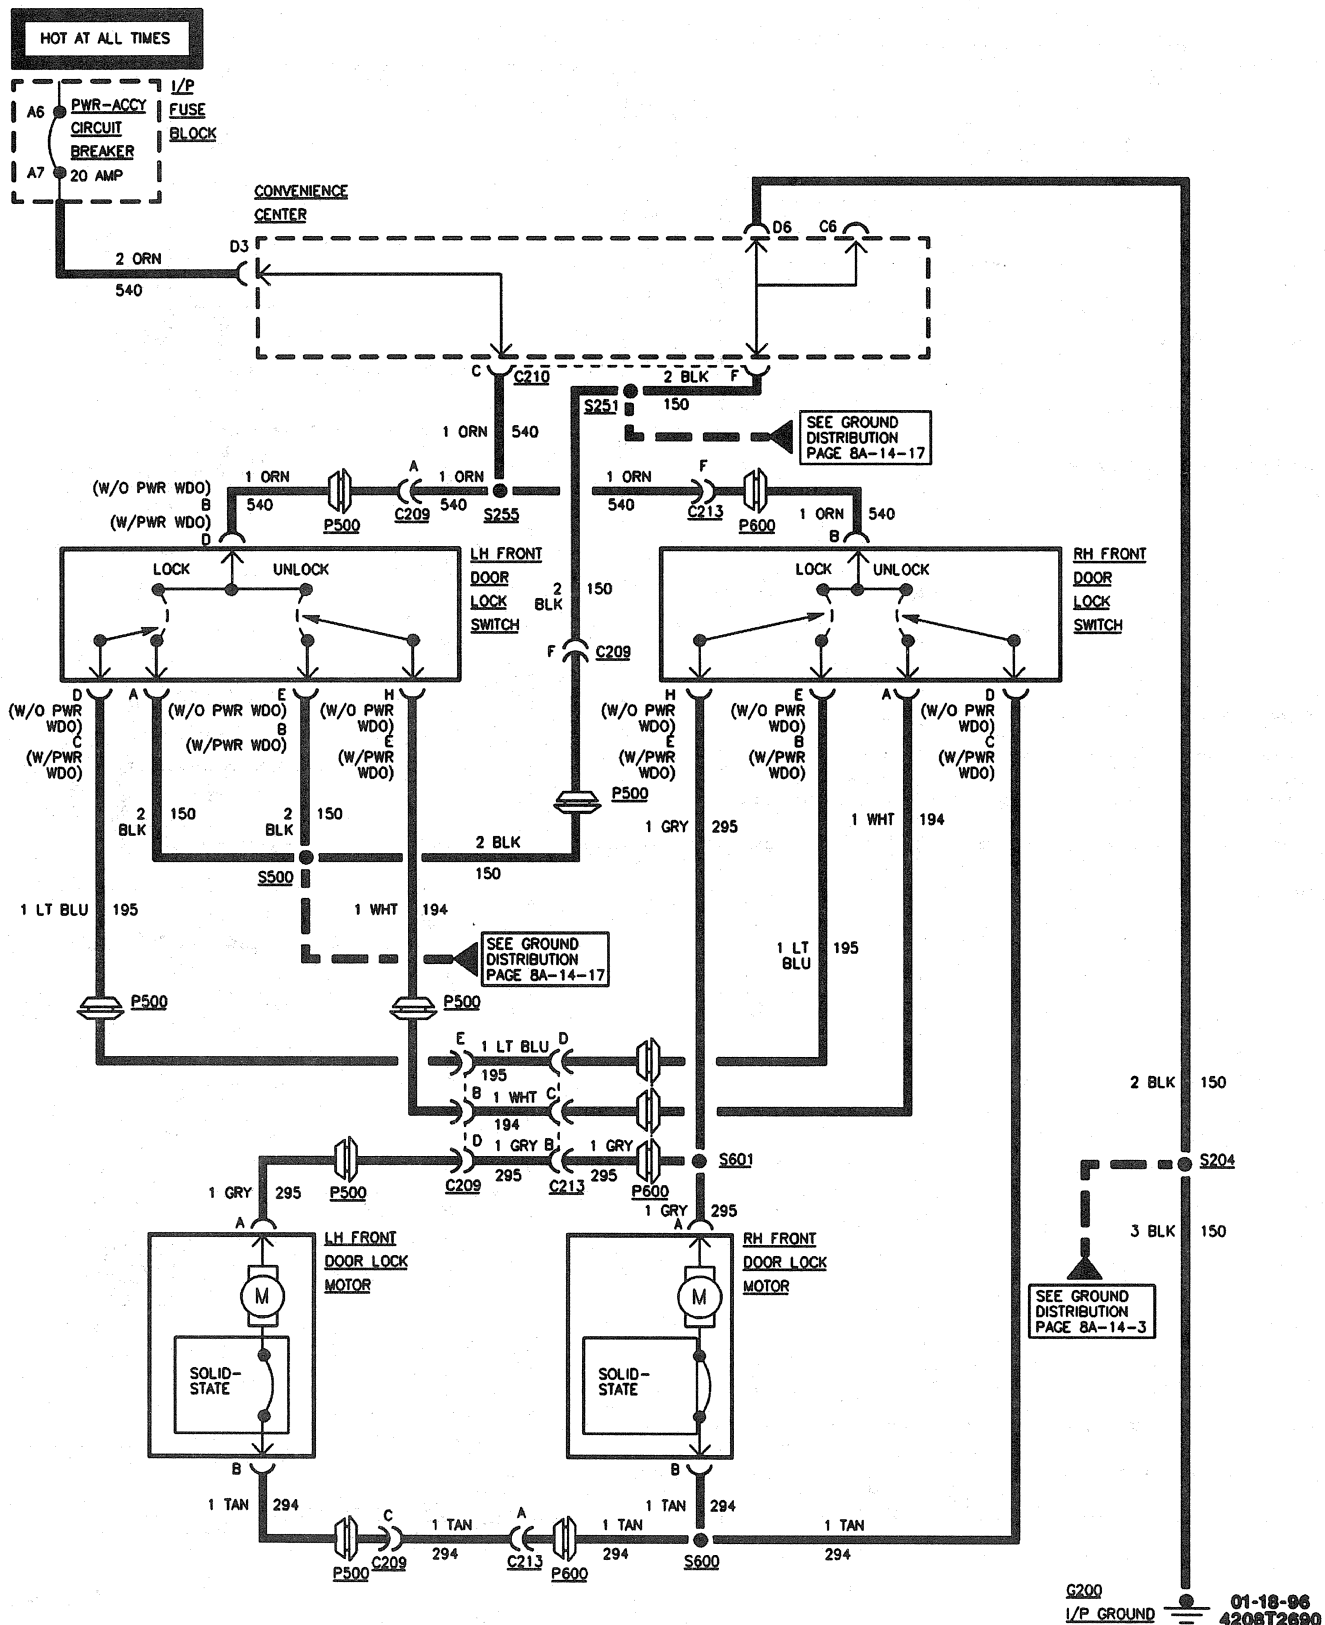 HOT AT ALL TIMES
I/P
FUSE
BLOCK
A6
PWR-ACCY
CIRCUIT
BREAKER
A7
20 AMP
CONVENIENCE
CENTER
D3
2 ORN
540
D6
C6
C
C210
2 BLK
F
S251
150
SEE GROUND
DISTRIBUTION
PAGE 8A-14-17
1 ORN
540
(W/O PWR WDO)
B
(W/PWR WDO)
D
1 ORN
540
P500
A
C209
1 ORN
540
S255
1 ORN
540
F
C213
P600
1 ORN
540
B
LOCK
UNLOCK
LH FRONT
DOOR
LOCK
SWITCH
2
BLK
150
F
C209
LOCK
UNLOCK
RH FRONT
DOOR
LOCK
SWITCH
D
(W/O PWR
WDO)
C
(W/PWR
WDO)
A
E
(W/O PWR WDO)
B
(W/PWR WDO)
H
(W/O PWR
WDO)
E
(W/PWR
WDO)
H
(W/O PWR
WDO)
E
(W/PWR
WDO)
E
(W/O PWR
WDO)
B
(W/PWR
WDO)
A
D
(W/O PWR
WDO)
C
(W/PWR
WDO)
P500
2
BLK
150
2
BLK
150
2 BLK
150
S500
1 GRY
295
1 WHT
194
1 LT BLU
195
1 WHT
194
SEE GROUND
DISTRIBUTION
PAGE 8A-14-17
1 LT
BLU
195
P500
P500
E
1 LT BLU
195
D
B
1 WHT
194
C
D
1 GRY
295
B
1 GRY
295
C209
C213
P600
S601
P500
1 GRY
295
A
1 GRY
295
A
2 BLK
150
S204
3 BLK
150
SEE GROUND
DISTRIBUTION
PAGE 8A-14-3
LH FRONT
DOOR LOCK
MOTOR
M
SOLID-
STATE
B
RH FRONT
DOOR LOCK
MOTOR
M
SOLID-
STATE
B
1 TAN
294
P500
C
C209
1 TAN
294
A
C213
P600
1 TAN
294
1 TAN
294
S600
1 TAN
294
G200
I/P GROUND
01-18-96
4208T2690